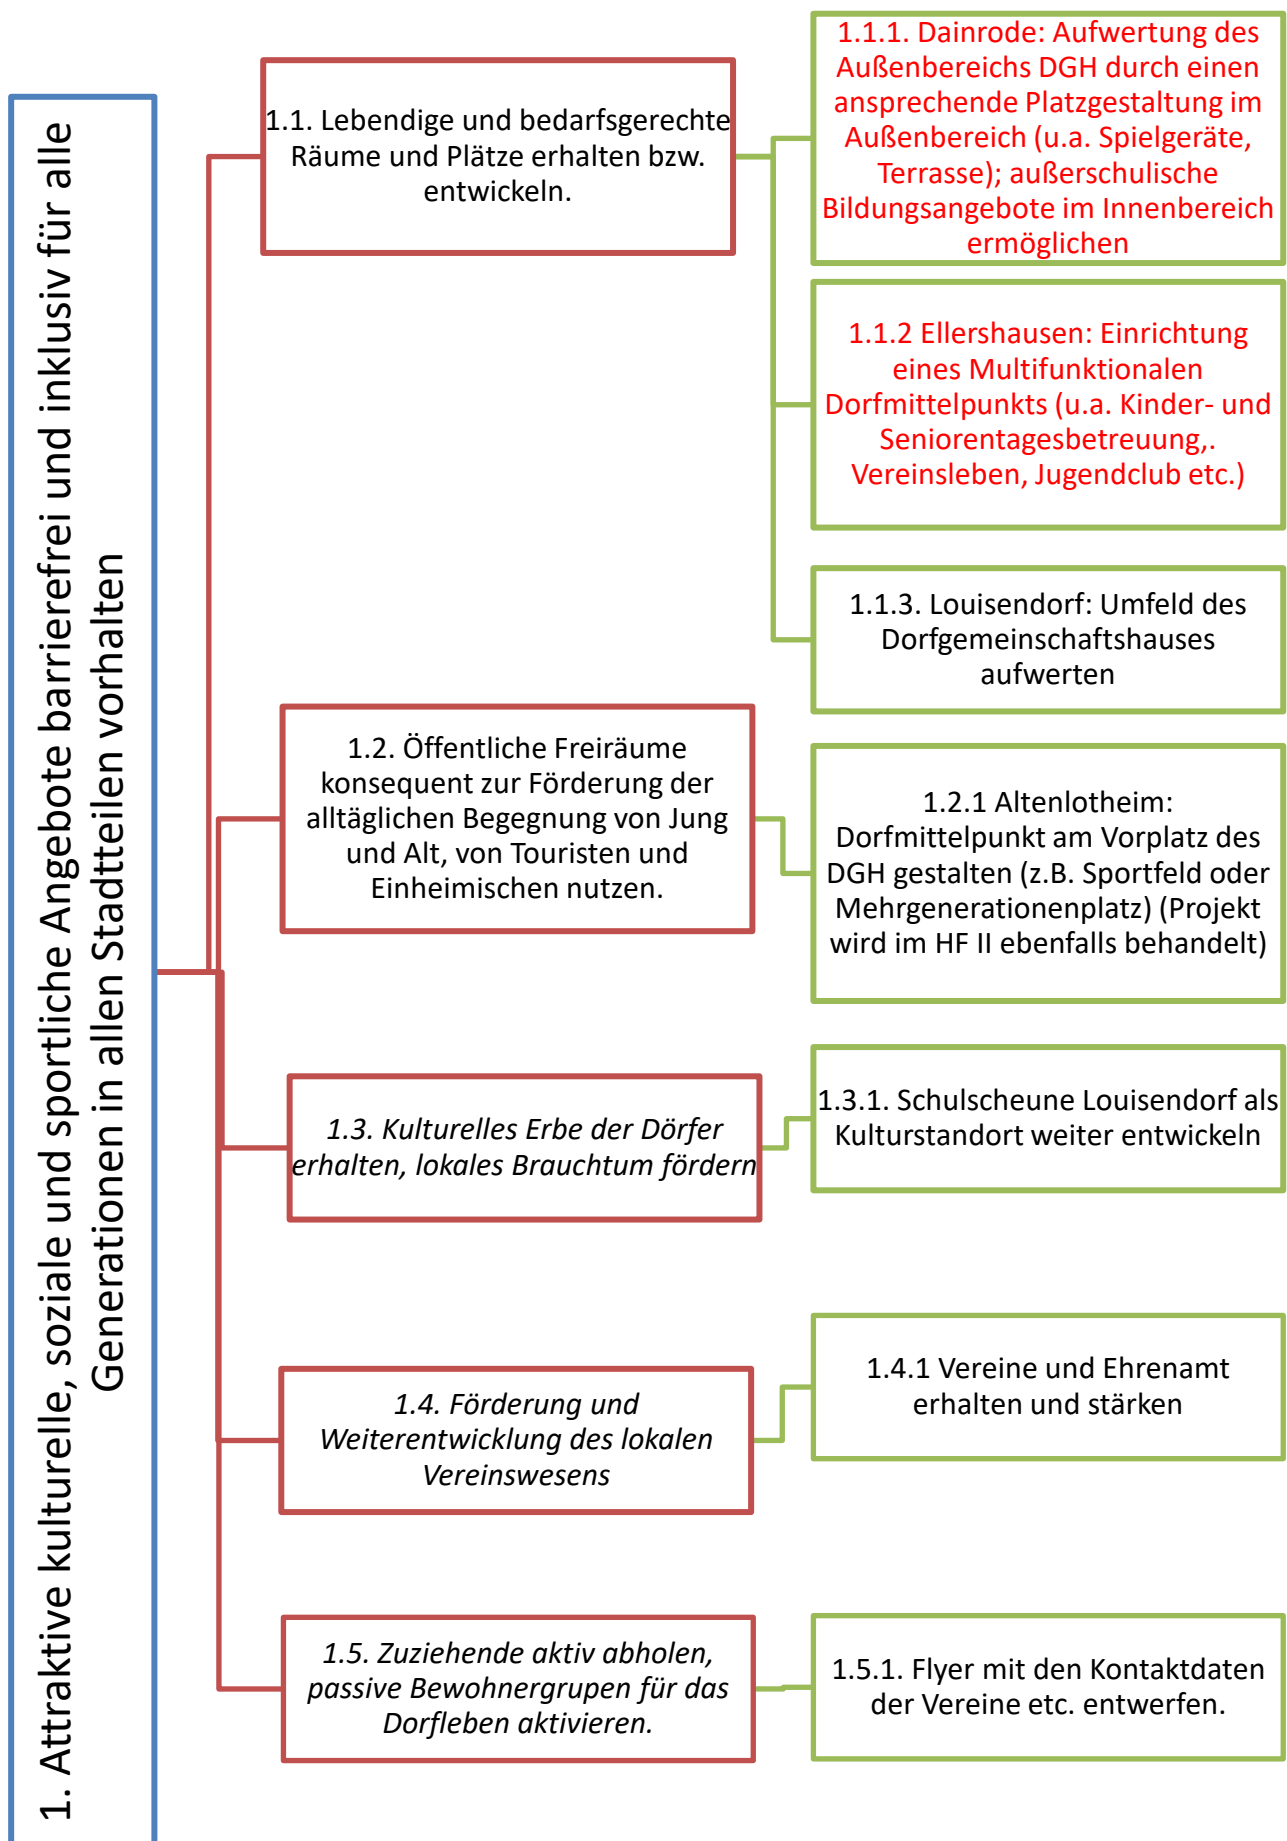 1. Attraktive kulturelle, soziale und sportliche Angebote barrierefrei und inklusiv für alle
Generationen in allen Stadtteilen vorhalten
1.1. Lebendige und bedarfsgerechte
Räume und Plätze erhalten bzw.
entwickeln.
1.1.1. Dainrode: Aufwertung des
Außenbereichs DGH durch einen
ansprechende Platzgestaltung im
Außenbereich (u.a. Spielgeräte,
Terrasse); außerschulische
Bildungsangebote im Innenbereich
ermöglichen
1.1.2 Ellershausen: Einrichtung
eines Multifunktionalen
Dorfmittelpunkts (u.a. Kinder- und
Seniorentagesbetreuung,.
Vereinsleben, Jugendclub etc.)
1.1.3. Louisendorf: Umfeld des
Dorfgemeinschaftshauses
aufwerten
1.2. Öffentliche Freiräume
konsequent zur Förderung der
alltäglichen Begegnung von Jung
und Alt, von Touristen und
Einheimischen nutzen.
1.2.1 Altenlotheim:
Dorfmittelpunkt am Vorplatz des
DGH gestalten (z.B. Sportfeld oder
Mehrgenerationenplatz) (Projekt
wird im HF II ebenfalls behandelt)
1.3. Kulturelles Erbe der Dörfer
erhalten, lokales Brauchtum fördern
1.3.1. Schulscheune Louisendorf als
Kulturstandort weiter entwickeln
1.4. Förderung und
Weiterentwicklung des lokalen
Vereinswesens
1.4.1 Vereine und Ehrenamt
erhalten und stärken
1.5. Zuziehende aktiv abholen,
passive Bewohnergrupen für das
Dorfleben aktivieren.
1.5.1. Flyer mit den Kontaktdaten
der Vereine etc. entwerfen.